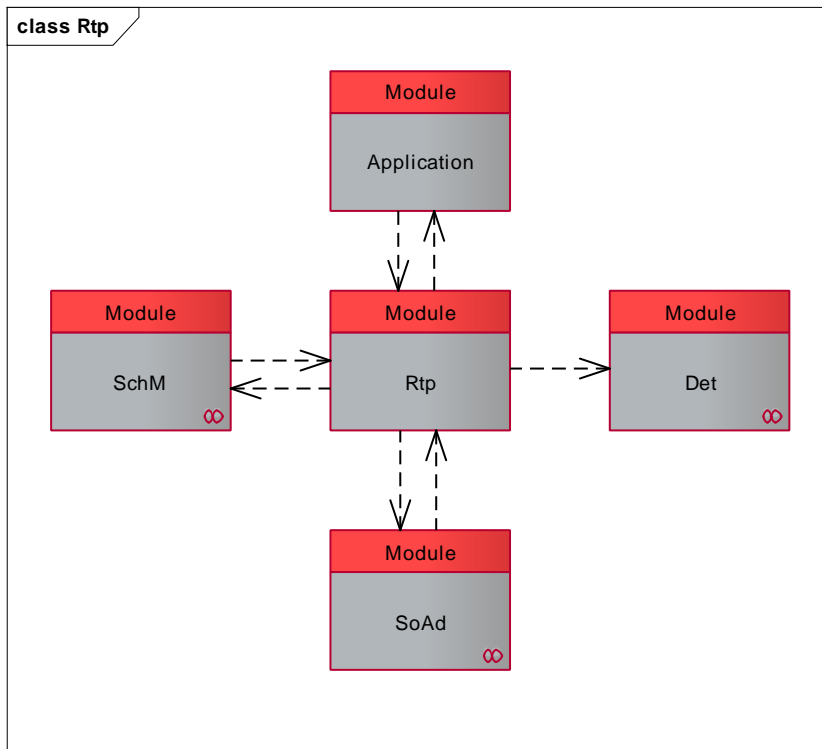 class Rtp
Module
Application
Module
SchM
Module
Rtp
Module
Det
Module
SoAd